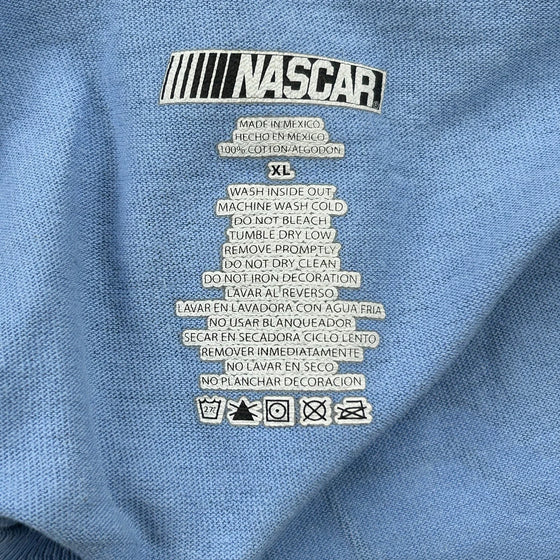 NASCAR
MADE IN MEXICO
HECHO EN MEXICO
100% COTTON/ALGODON
XL
WASH INSIDE OUT
MACHINE WASH COLD
DO NOT BLEACH
TUMBLE DRY LOW
REMOVE PROMPTLY
DO NOT DRY CLEAN
DO NOT IRON DECORATION
LAVAR AL REVERSO
LAVAR EN LAVADORA CON AGUA FRIA
NO USAR BLANQUEADOR
SECAR EN SECADORA CICLO LENTO
REMOVER INMEDIATAMENTE
NO LAVAR EN SECO
NO PLANCHAR DECORACION